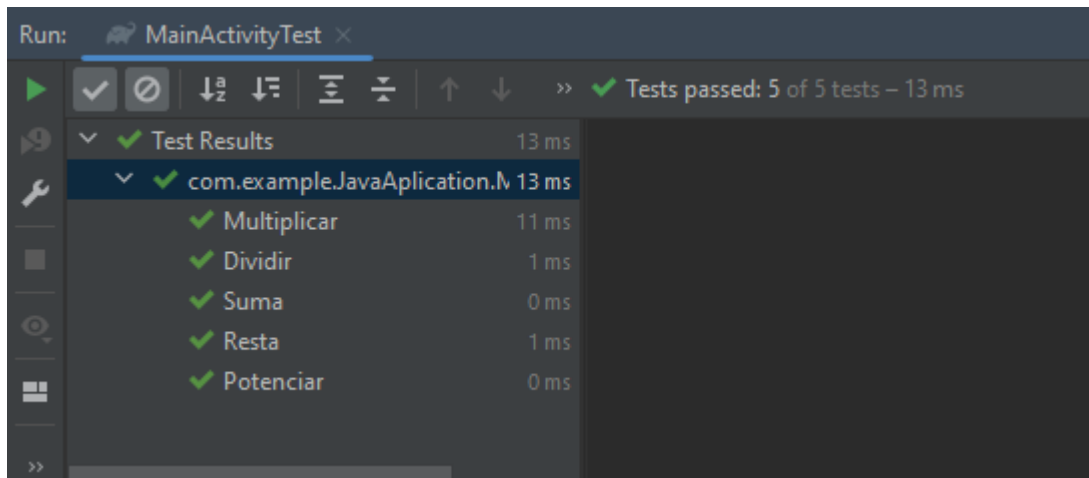 Run: MainActivityTest
Tests passed: 5 of 5 tests – 13 ms
Test Results 13 ms
com.example.JavaAplication.M 13 ms
Multiplicar 11 ms
Dividir 1 ms
Suma 0 ms
Resta 1 ms
Potenciar 0 ms